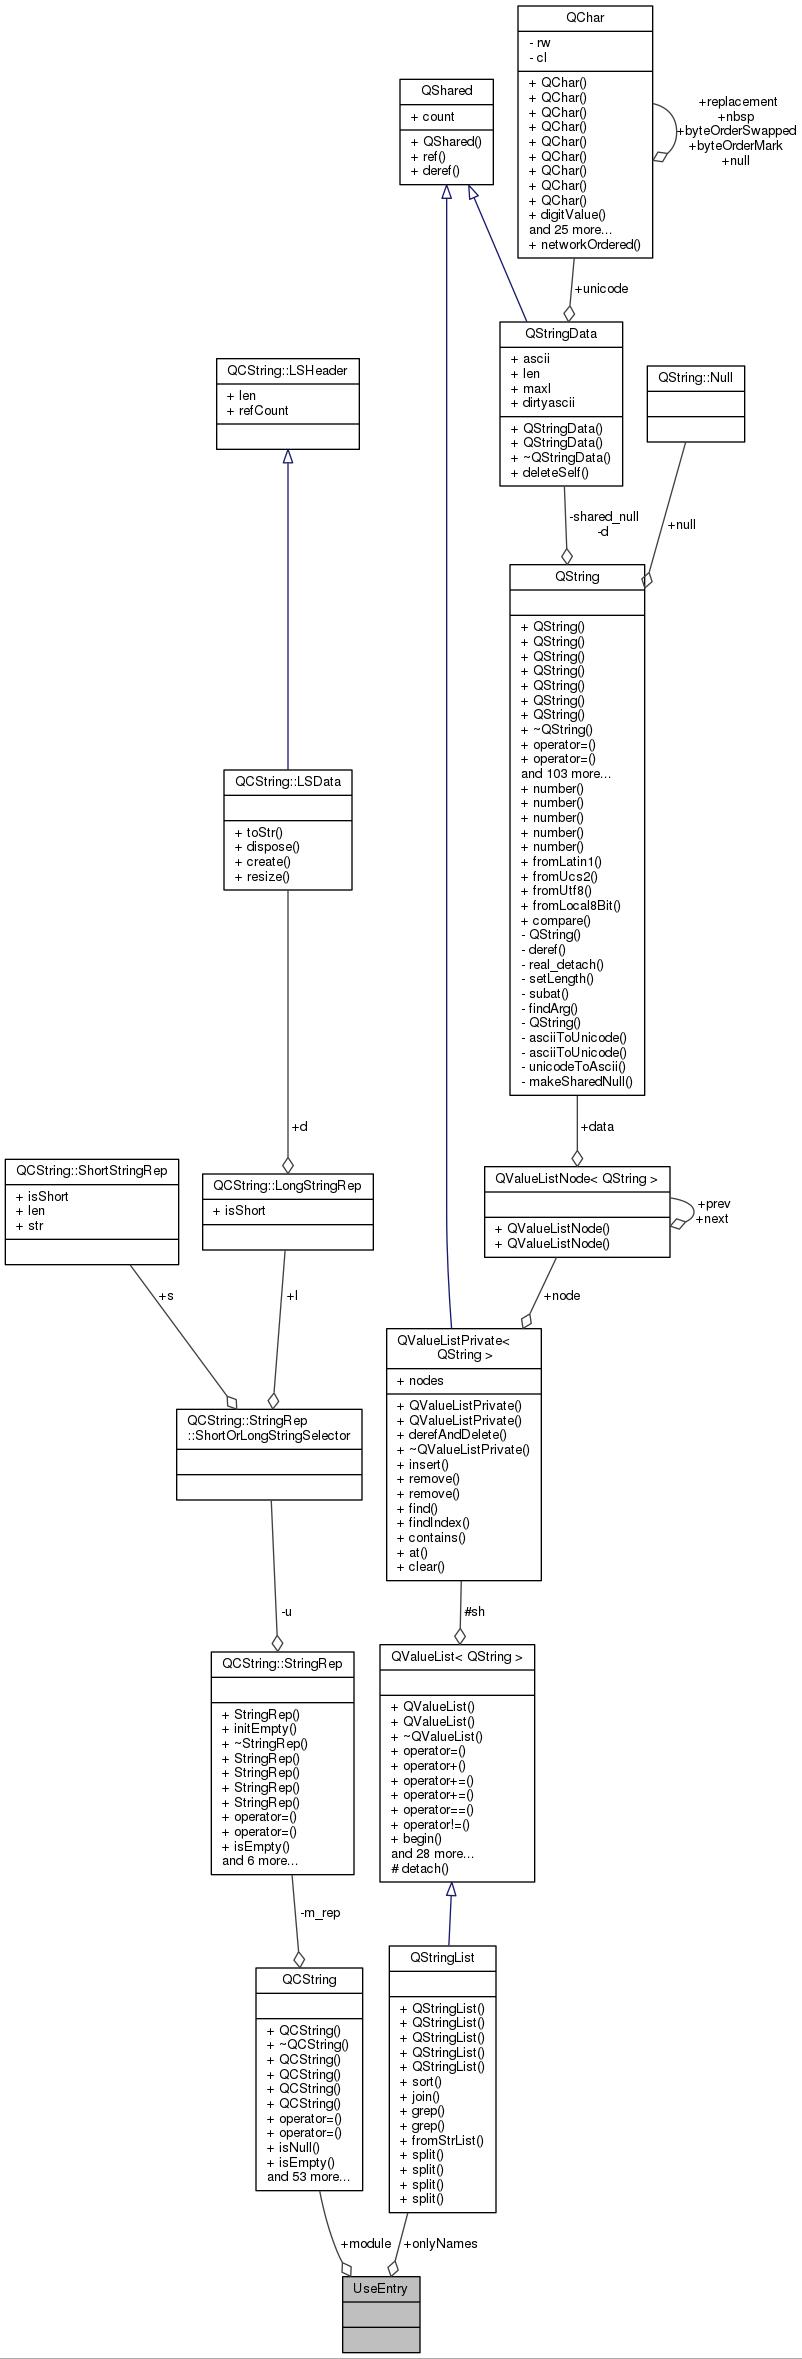 QChar
- rw
- cl
+ QChar()
+ QChar()
+ QChar()
+ QChar()
+ QChar()
+ QChar()
+ QChar()
+ QChar()
+ QChar()
+ digitValue()
and 25 more...
+ networkOrdered()
+replacement
+nbsp
+byteOrderSwapped
+byteOrderMark
+null
QShared
+ count
+ QShared()
+ ref()
+ deref()
+unicode
QStringData
+ ascii
+ len
+ maxl
+ dirtyascii
+ QStringData()
+ QStringData()
+ ~QStringData()
+ deleteSelf()
QCString::LSHeader
+ len
+ refCount
QString::Null
-shared_null
-d
+null
QString
+ QString()
+ QString()
+ QString()
+ QString()
+ QString()
+ QString()
+ QString()
+ ~QString()
+ operator=()
+ operator=()
and 103 more...
+ number()
+ number()
+ number()
+ number()
+ number()
+ fromLatin1()
+ fromUcs2()
+ fromUtf8()
+ fromLocal8Bit()
+ compare()
- QString()
- deref()
- real_detach()
- setLength()
- subat()
- findArg()
- QString()
- asciiToUnicode()
- asciiToUnicode()
- unicodeToAscii()
- makeSharedNull()
QCString::LSData
+ toStr()
+ dispose()
+ create()
+ resize()
+d
+data
QCString::ShortStringRep
+ isShort
+ len
+ str
QCString::LongStringRep
+ isShort
QValueListNode< QString >
+ QValueListNode()
+ QValueListNode()
+prev
+next
+s
+l
+node
QValueListPrivate<
QString >
+ nodes
+ QValueListPrivate()
+ QValueListPrivate()
+ derefAndDelete()
+ ~QValueListPrivate()
+ insert()
+ remove()
+ remove()
+ find()
+ findIndex()
+ contains()
+ at()
+ clear()
QCString::StringRep
::ShortOrLongStringSelector
-u
#sh
QCString::StringRep
+ StringRep()
+ initEmpty()
+ ~StringRep()
+ StringRep()
+ StringRep()
+ StringRep()
+ StringRep()
+ operator=()
+ operator=()
+ isEmpty()
and 6 more...
QValueList< QString >
+ QValueList()
+ QValueList()
+ ~QValueList()
+ operator=()
+ operator+()
+ operator+=()
+ operator+=()
+ operator==()
+ operator!=()
+ begin()
and 28 more...
# detach()
-m_rep
QCString
+ QCString()
+ ~QCString()
+ QCString()
+ QCString()
+ QCString()
+ QCString()
+ operator=()
+ operator=()
+ isNull()
+ isEmpty()
and 53 more...
QStringList
+ QStringList()
+ QStringList()
+ QStringList()
+ QStringList()
+ QStringList()
+ sort()
+ join()
+ grep()
+ grep()
+ fromStrList()
+ split()
+ split()
+ split()
+ split()
+module
+onlyNames
UseEntry